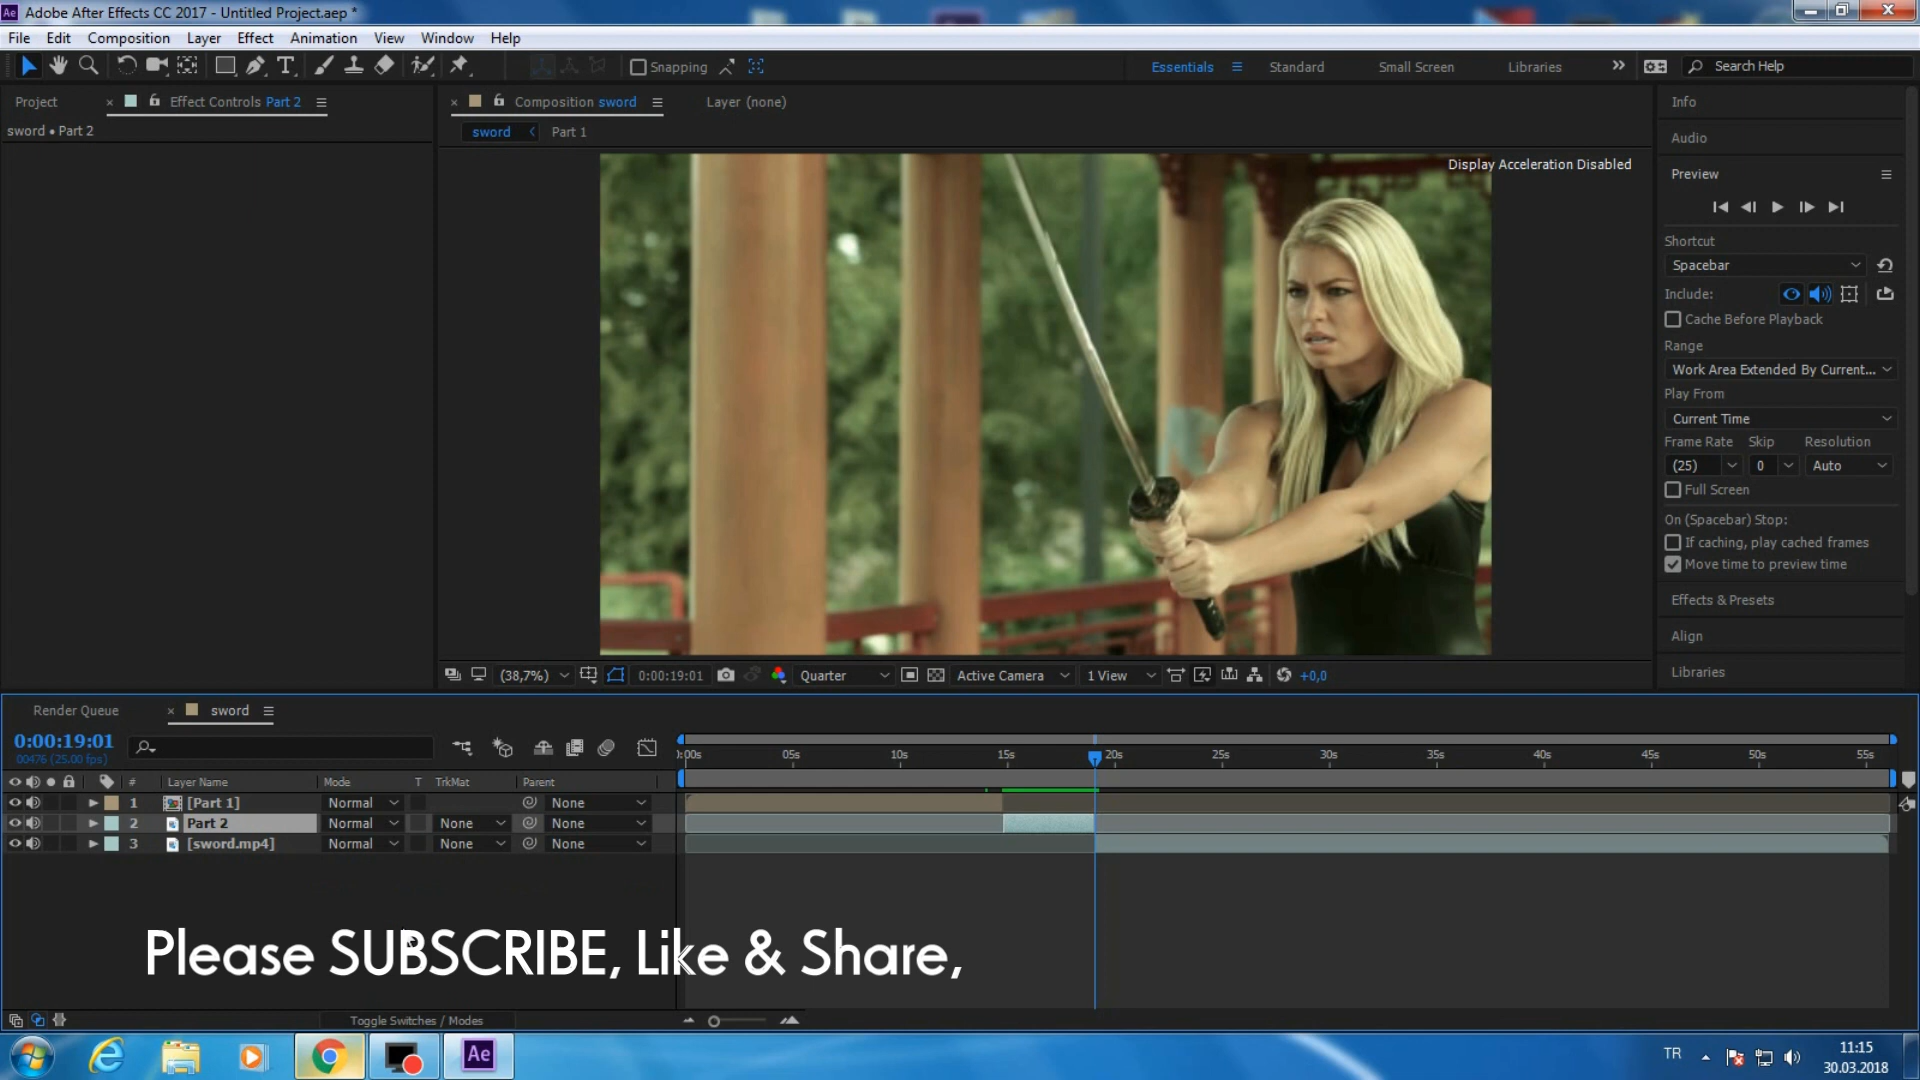 Adobe After Effects CC 2017 - Untitled Project.aep *
File Edit Composition Layer Effect Animation View Window Help
Snapping Essentials Standard Small Screen Libraries Search Help
Project Effect Controls Part 2 Composition sword Layer (none) Info
sword • Part 2 sword Part 1
Display Acceleration Disabled
Audio
Preview
Shortcut
Spacebar
Include:
Cache Before Playback
Range
Work Area Extended By Current...
Play From
Current Time
Frame Rate Skip Resolution
(25) 0 Auto
Full Screen
On (Spacebar) Stop:
If caching, play cached frames
Move time to preview time
Effects & Presets
Align
Libraries
(38,7%) 0:00:19:01 Quarter Active Camera 1 View +0,0
Render Queue sword
0:00:19:01
00476 (25.00 fps)
:00s 05s 10s 15s 20s 25s 30s 35s 40s 45s 50s 55s
# Layer Name Mode T TrkMat Parent
1 [Part 1] Normal None
2 Part 2 Normal None None
3 [sword.mp4] Normal None None
Please SUBSCRIBE, Like & Share,
Toggle Switches / Modes
Ae
TR 11:15
30.03.2018